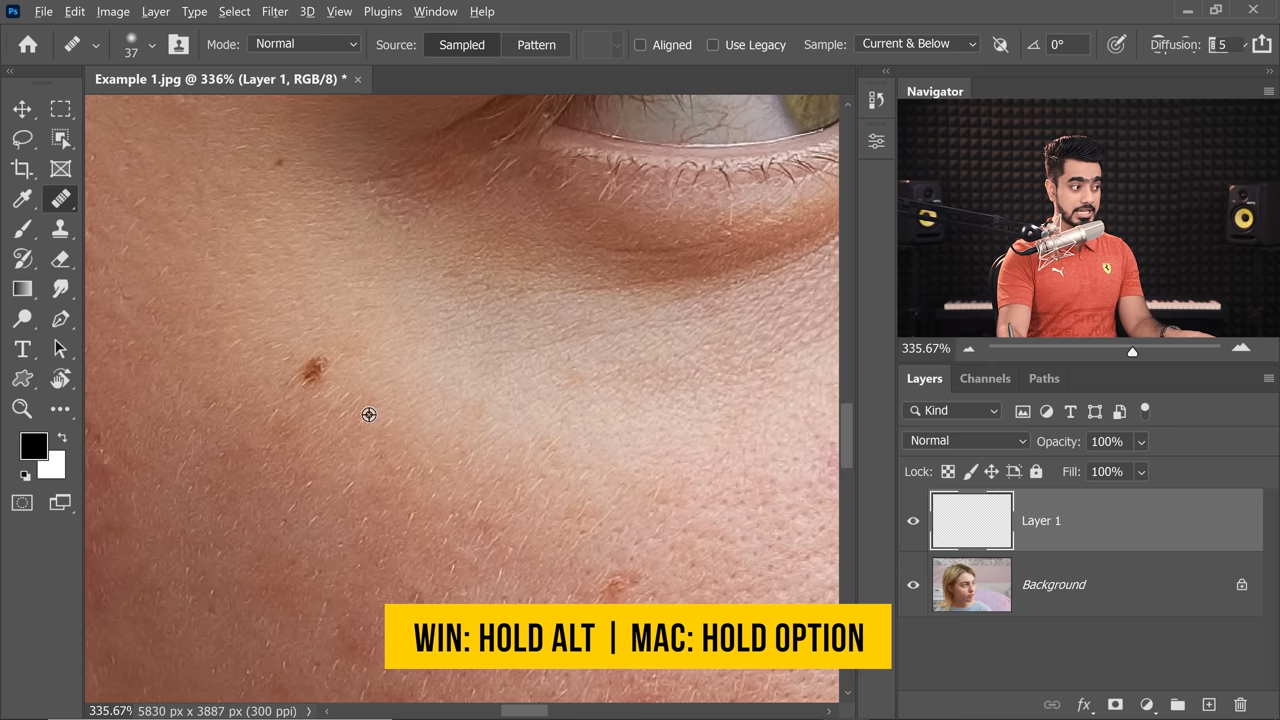 Ps File Edit Image Layer Type Select Filter 3D View Plugins Window Help
37 Mode: Normal Source: Sampled Pattern Aligned Use Legacy Sample: Current & Below 0° Diffusion: 5
Example 1.jpg @ 336% (Layer 1, RGB/8) *
Navigator
335.67%
Layers Channels Paths
Kind
Normal Opacity: 100%
Lock: Fill: 100%
Layer 1
Background
WIN: HOLD ALT | MAC: HOLD OPTION
335.67% 5830 px x 3887 px (300 ppi)
fx